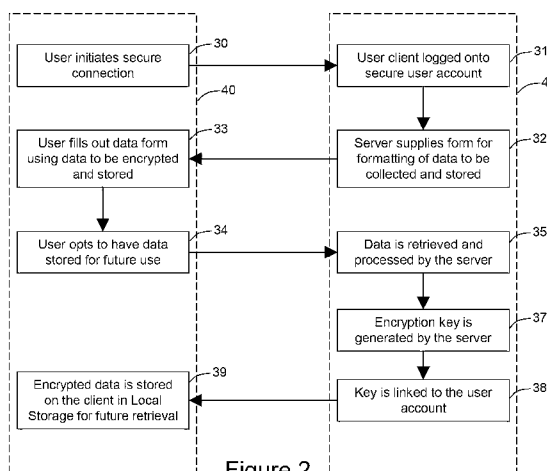 User initiates secure
connection
30
User client logged onto
secure user account
31
40
4
User fills out data form
using data to be encrypted
and stored
33
Server supplies form for
formatting of data to be
collected and stored
32
User opts to have data
stored for future use
34
Data is retrieved and
processed by the server
35
Encryption key is
generated by the server
37
Encrypted data is stored
on the client in Local
Storage for future retrieval
39
Key is linked to the user
account
38
Figure 2